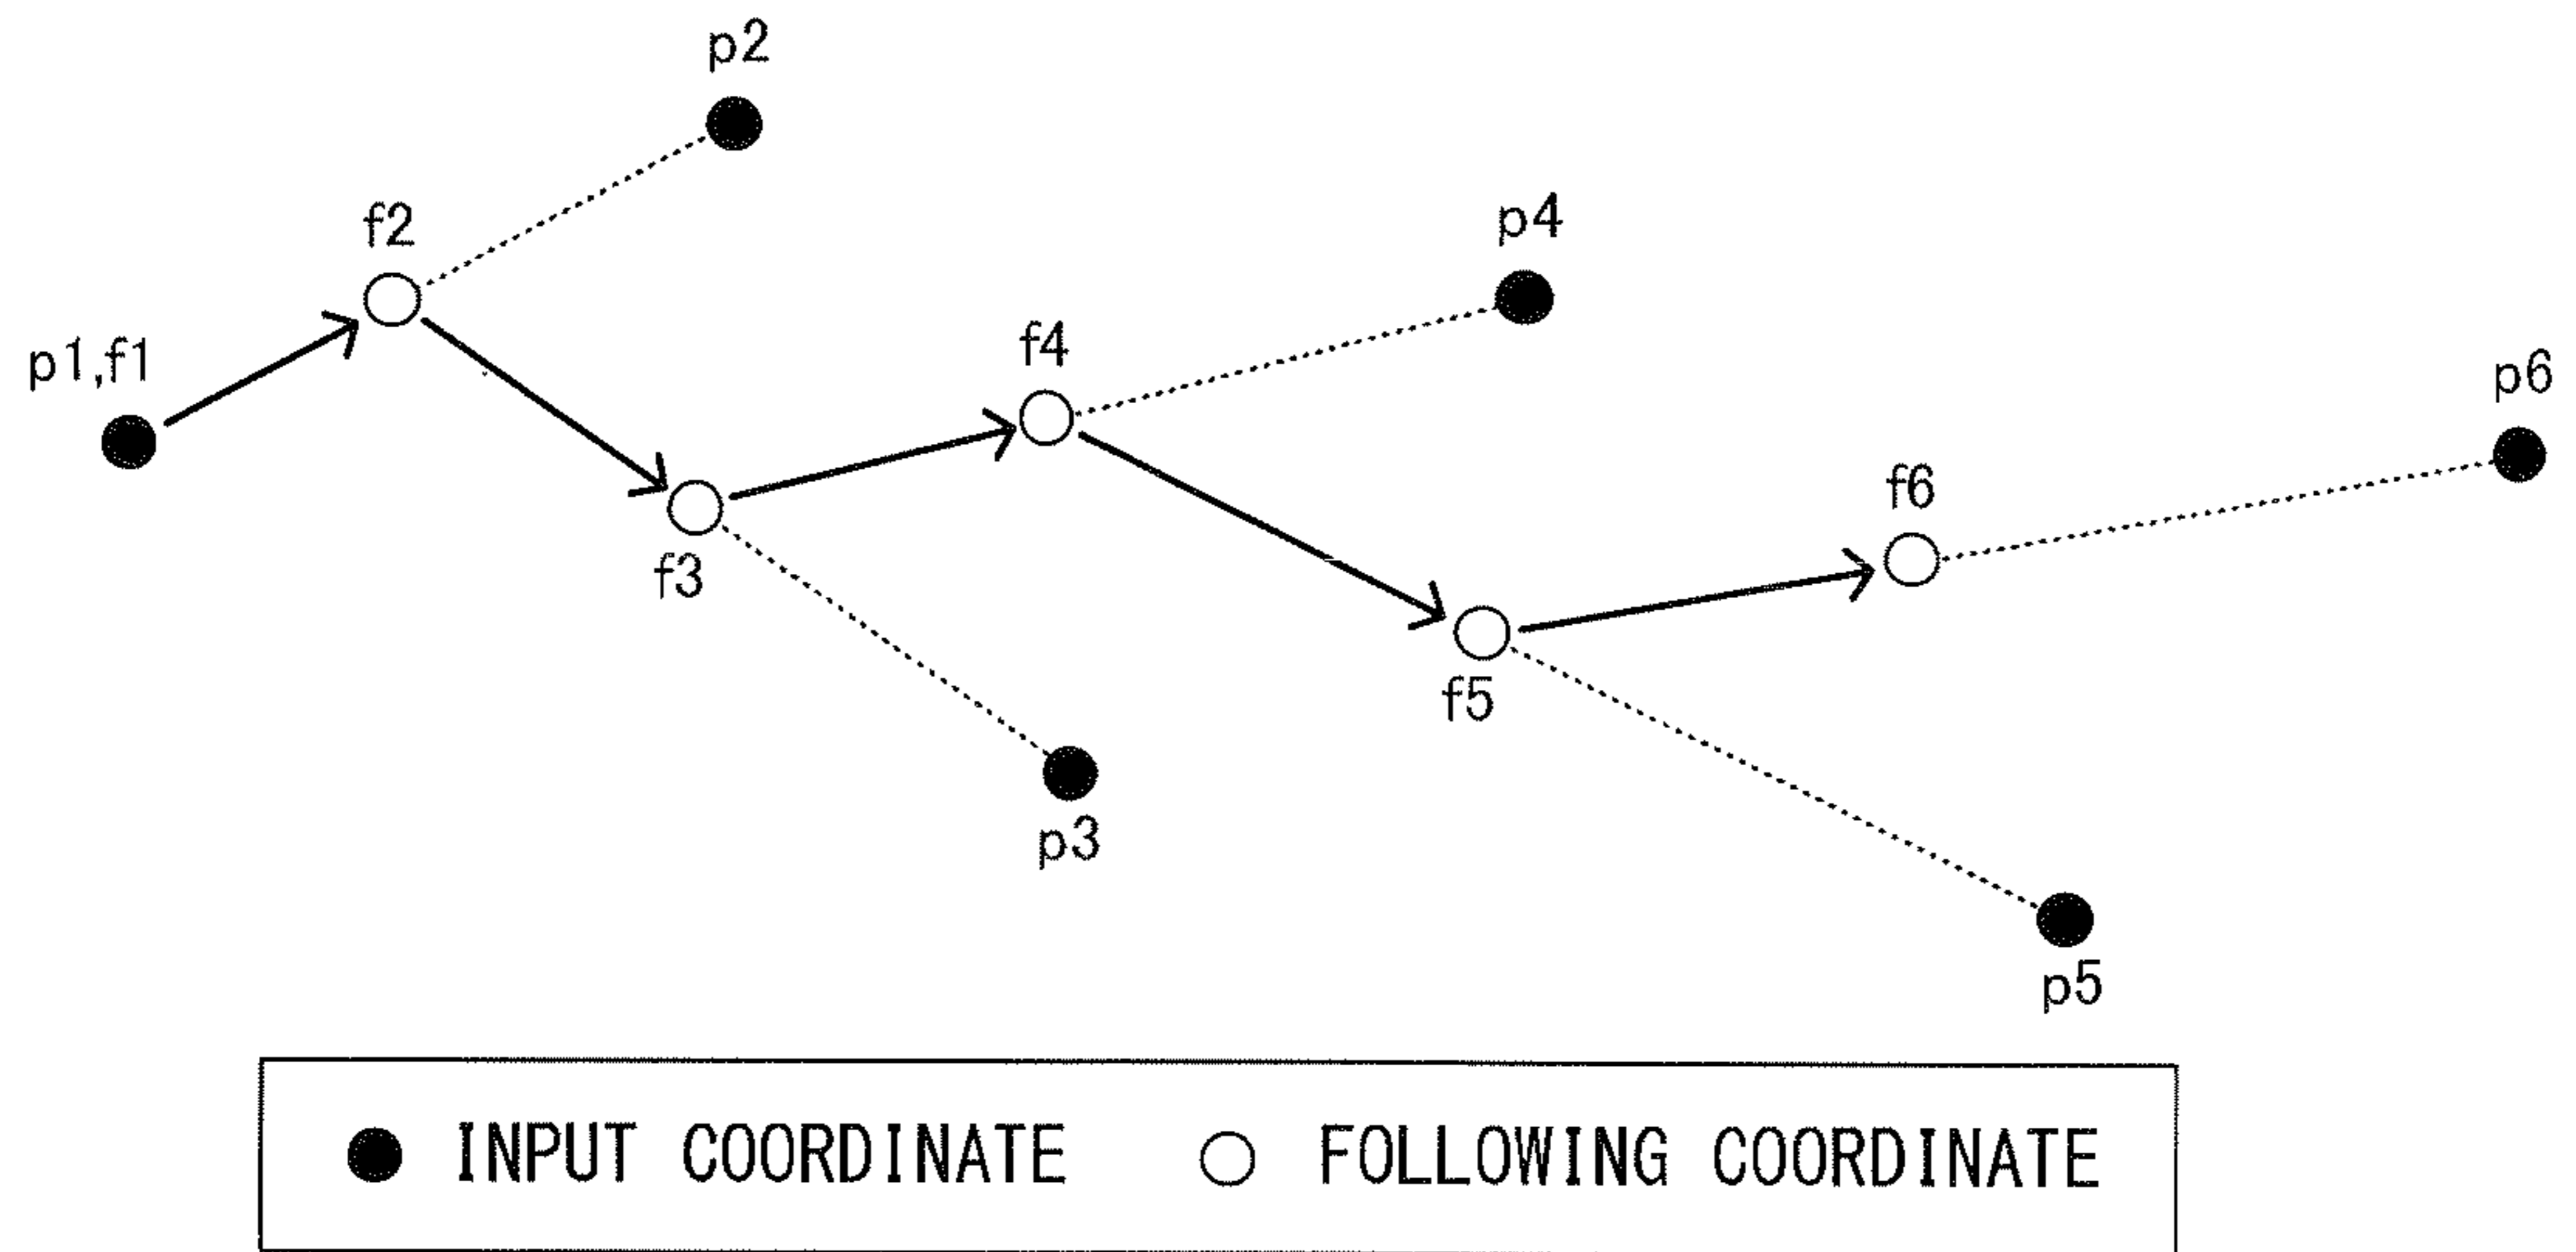 p2
p4
f2
f4
p1,f1
p6
f6
f3
f5
p3
p5
INPUT COORDINATE
FOLLOWING COORDINATE